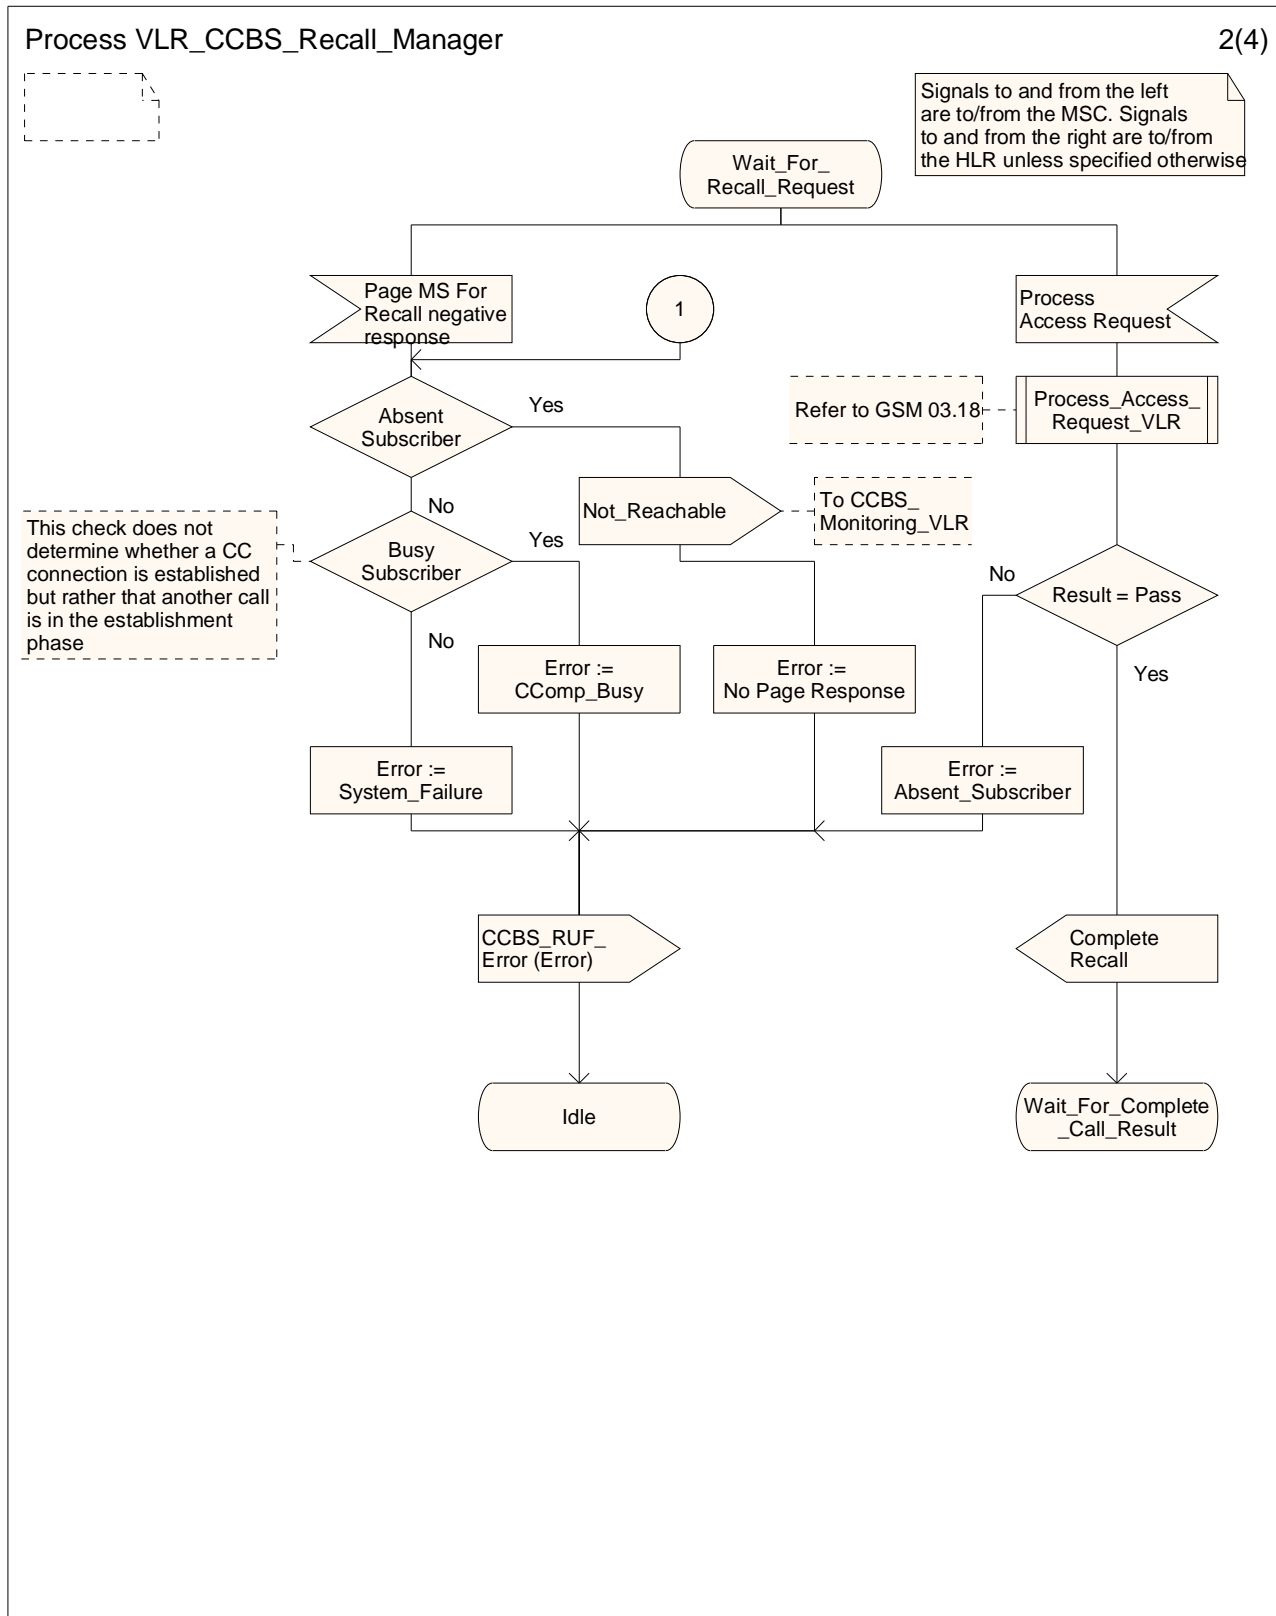 Process VLR_CCBS_Recall_Manager
2(4)
Signals to and from the left
are to/from the MSC. Signals
to and from the right are to/from
the HLR unless specified otherwise
Wait_For_
Recall_Request
Page MS For
Recall negative
response
1
Process
Access Request
Absent
Subscriber
Yes
No
Refer to GSM 03.18
Process_Access_
Request_VLR
Not_Reachable
To CCBS_
Monitoring_VLR
This check does not
determine whether a CC
connection is established
but rather that another call
is in the establishment
phase
Busy
Subscriber
Yes
No
No
Result = Pass
Yes
Error :=
CComp_Busy
Error :=
No Page Response
Error :=
System_Failure
Error :=
Absent_Subscriber
CCBS_RUF_
Error (Error)
Complete
Recall
Idle
Wait_For_Complete
_Call_Result